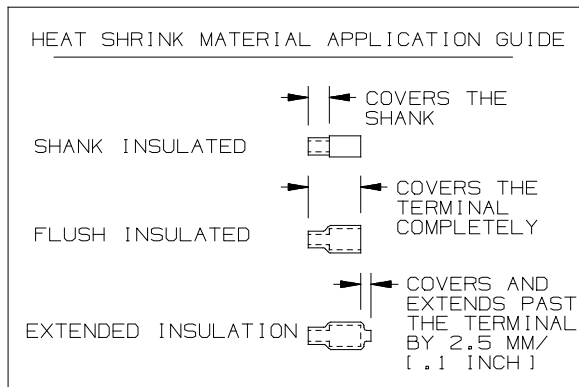 HEAT SHRINK MATERIAL APPLICATION GUIDE
COVERS THE
SHANK
SHANK INSULATED
COVERS THE
TERMINAL
COMPLETELY
FLUSH INSULATED
COVERS AND
EXTENDS PAST
THE TERMINAL
BY 2.5 MM/
[ .1 INCH ]
EXTENDED INSULATION